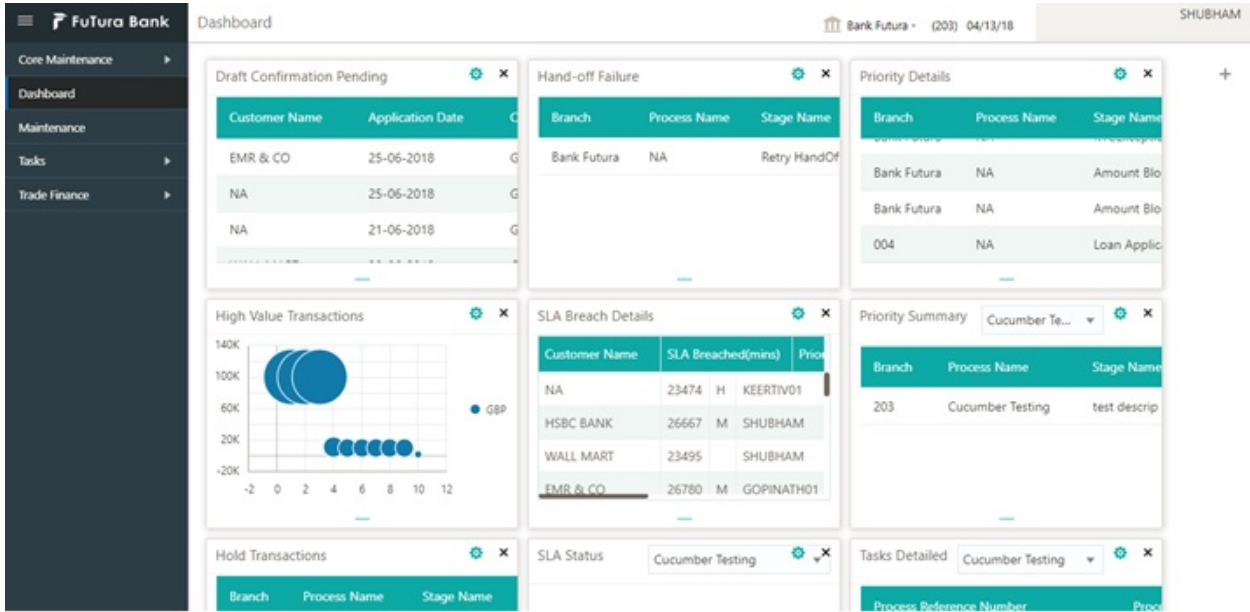 FuTura Bank
Dashboard
Bank Futura - (203) 04/13/18
SHUBHAM
Core Maintenance
Dashboard
Maintenance
Tasks
Trade Finance
Draft Confirmation Pending
Customer Name Application Date
EMR & CO 25-06-2018 G
NA 25-06-2018 G
NA 21-06-2018 G
Hand-off Failure
Branch Process Name Stage Name
Bank Futura NA Retry HandOf
Priority Details
Branch Process Name Stage Name
Bank Futura NA Amount Blo
Bank Futura NA Amount Blo
004 NA Loan Applic
High Value Transactions
140K
100K
60K
20K
-20K
-2 0 2 4 6 8 10 12
GBP
SLA Breach Details
Customer Name SLA Breached(mins) Prior
NA 23474 H KEERTIV01
HSBC BANK 26667 M SHUBHAM
WALL MART 23495 SHUBHAM
EMR & CO 26780 M GOPINATH01
Priority Summary Cucumber Te...
Branch Process Name Stage Name
203 Cucumber Testing test descrip
Hold Transactions
Branch Process Name Stage Name
SLA Status Cucumber Testing
Tasks Detailed Cucumber Testing
Process Reference Number Proce